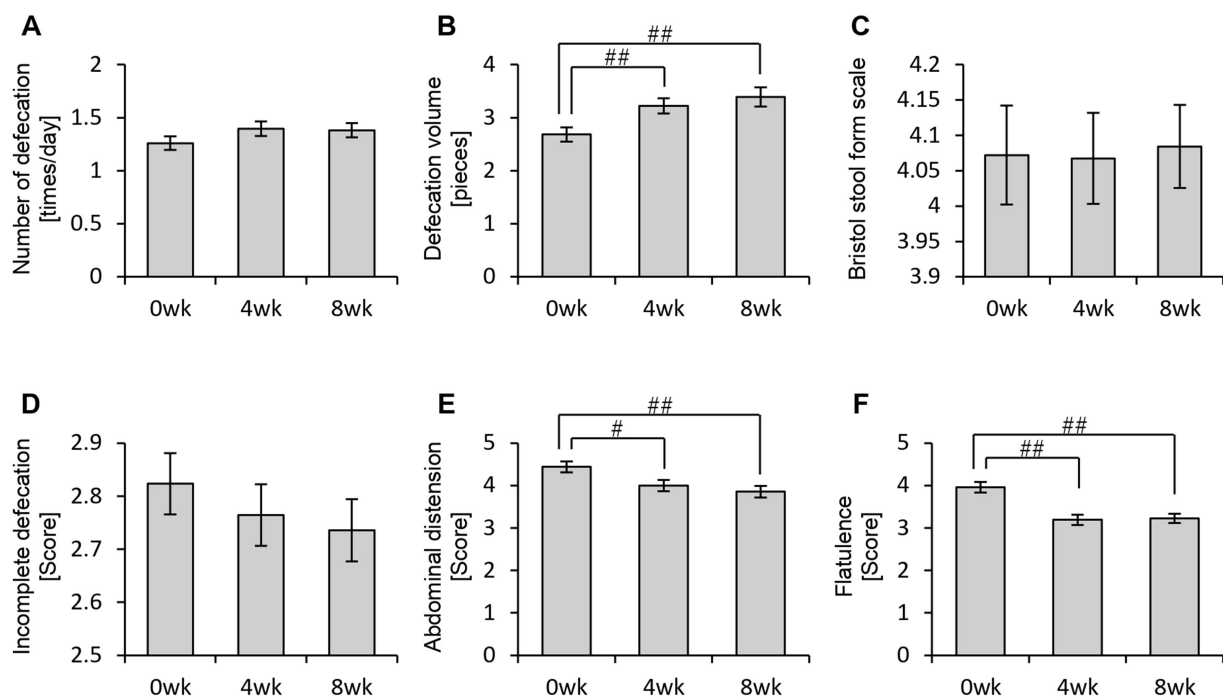 A
Number of defecation
[times/day]
2
1.5
1
0.5
0
0wk 4wk 8wk
B
Defecation volume
[pieces]
##
##
4
3
2
1
0
0wk 4wk 8wk
C
Bristol stool form scale
4.2
4.15
4.1
4.05
4
3.95
3.9
0wk 4wk 8wk
D
Incomplete defecation
[Score]
2.9
2.8
2.7
2.6
2.5
0wk 4wk 8wk
E
Abdominal distension
[Score]
##
#
5
4
3
2
1
0
0wk 4wk 8wk
F
Flatulence
[Score]
##
##
5
4
3
2
1
0
0wk 4wk 8wk